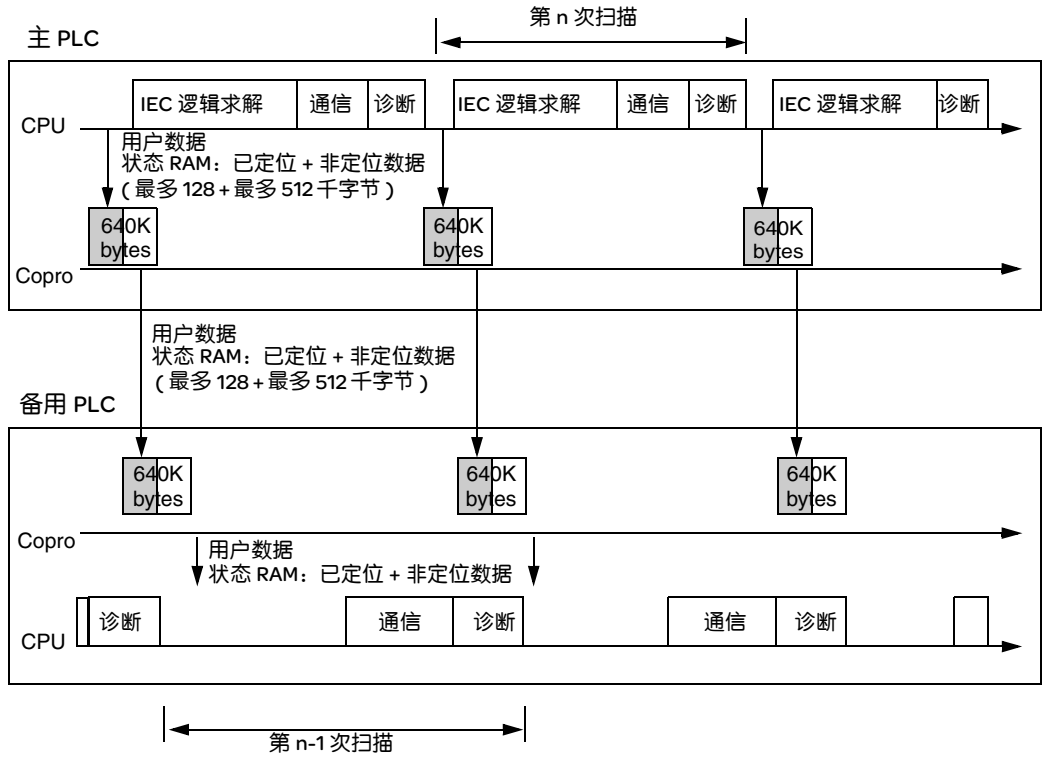 第 n 次扫描
主 PLC
IEC 逻辑求解 通信 诊断 IEC 逻辑求解 通信 诊断 IEC 逻辑求解 诊断
CPU
用户数据
状态 RAM：已定位 + 非定位数据
( 最多 128 + 最多 512 千字节 )
640K 640K 640K
bytes bytes bytes
Copro
用户数据
状态 RAM：已定位 + 非定位数据
( 最多 128 + 最多 512 千字节 )
备用 PLC
640K 640K 640K
bytes bytes bytes
Copro
用户数据
状态 RAM：已定位 + 非定位数据
诊断 通信 诊断 通信 诊断
CPU
第 n-1 次扫描